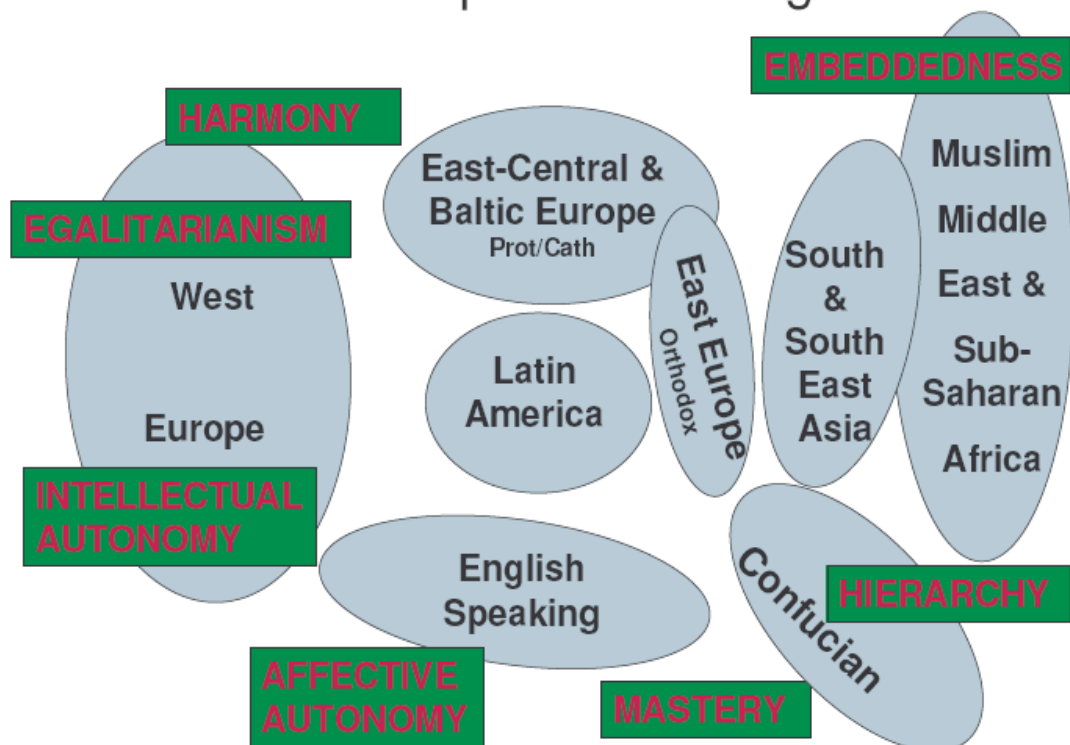 EMBEDDEDNESS
HARMONY
East-Central &
Baltic Europe
Prot/Cath
Muslim
Middle
East &
Sub-
Saharan
Africa
EGALITARIANISM
West
Europe
South
&
South
East
Asia
East Europe
Orthodox
Latin
America
INTELLECTUAL
AUTONOMY
English
Speaking
Confucian
HIERARCHY
AFFECTIVE
AUTONOMY
MASTERY